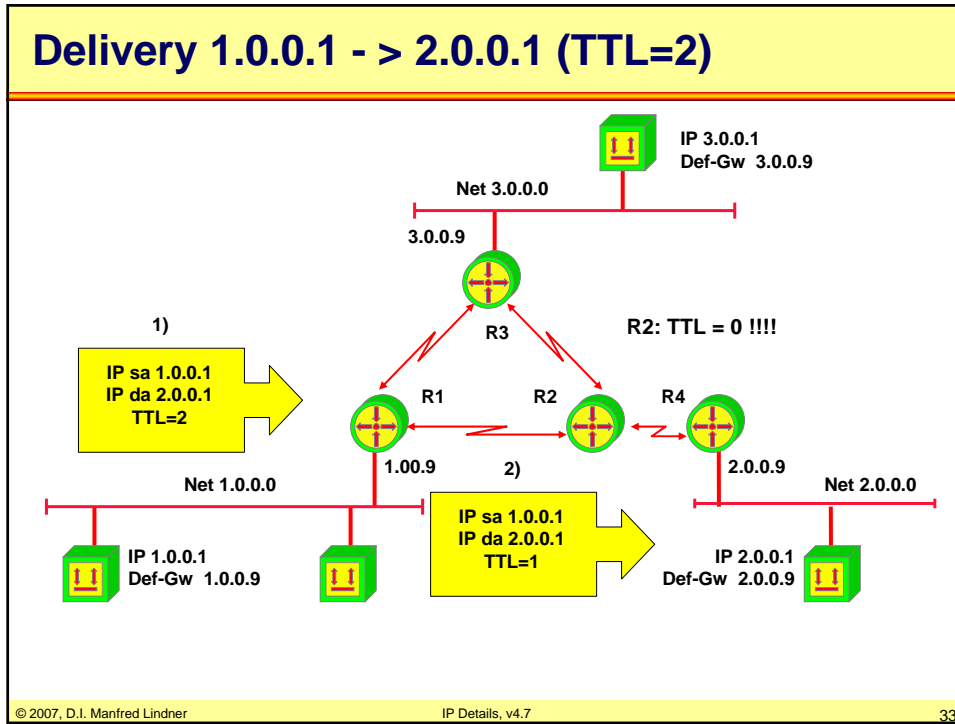 Delivery 1.0.0.1 - > 2.0.0.1 (TTL=2)
IP 3.0.0.1
Def-Gw 3.0.0.9
Net 3.0.0.0
3.0.0.9
R3
R2: TTL = 0 !!!!
1)
IP sa 1.0.0.1
IP da 2.0.0.1
TTL=2
R1
R2
R4
1.00.9
2)
2.0.0.9
Net 1.0.0.0
Net 2.0.0.0
IP sa 1.0.0.1
IP da 2.0.0.1
TTL=1
IP 1.0.0.1
Def-Gw 1.0.0.9
IP 2.0.0.1
Def-Gw 2.0.0.9
© 2007, D.I. Manfred Lindner
IP Details, v4.7
33